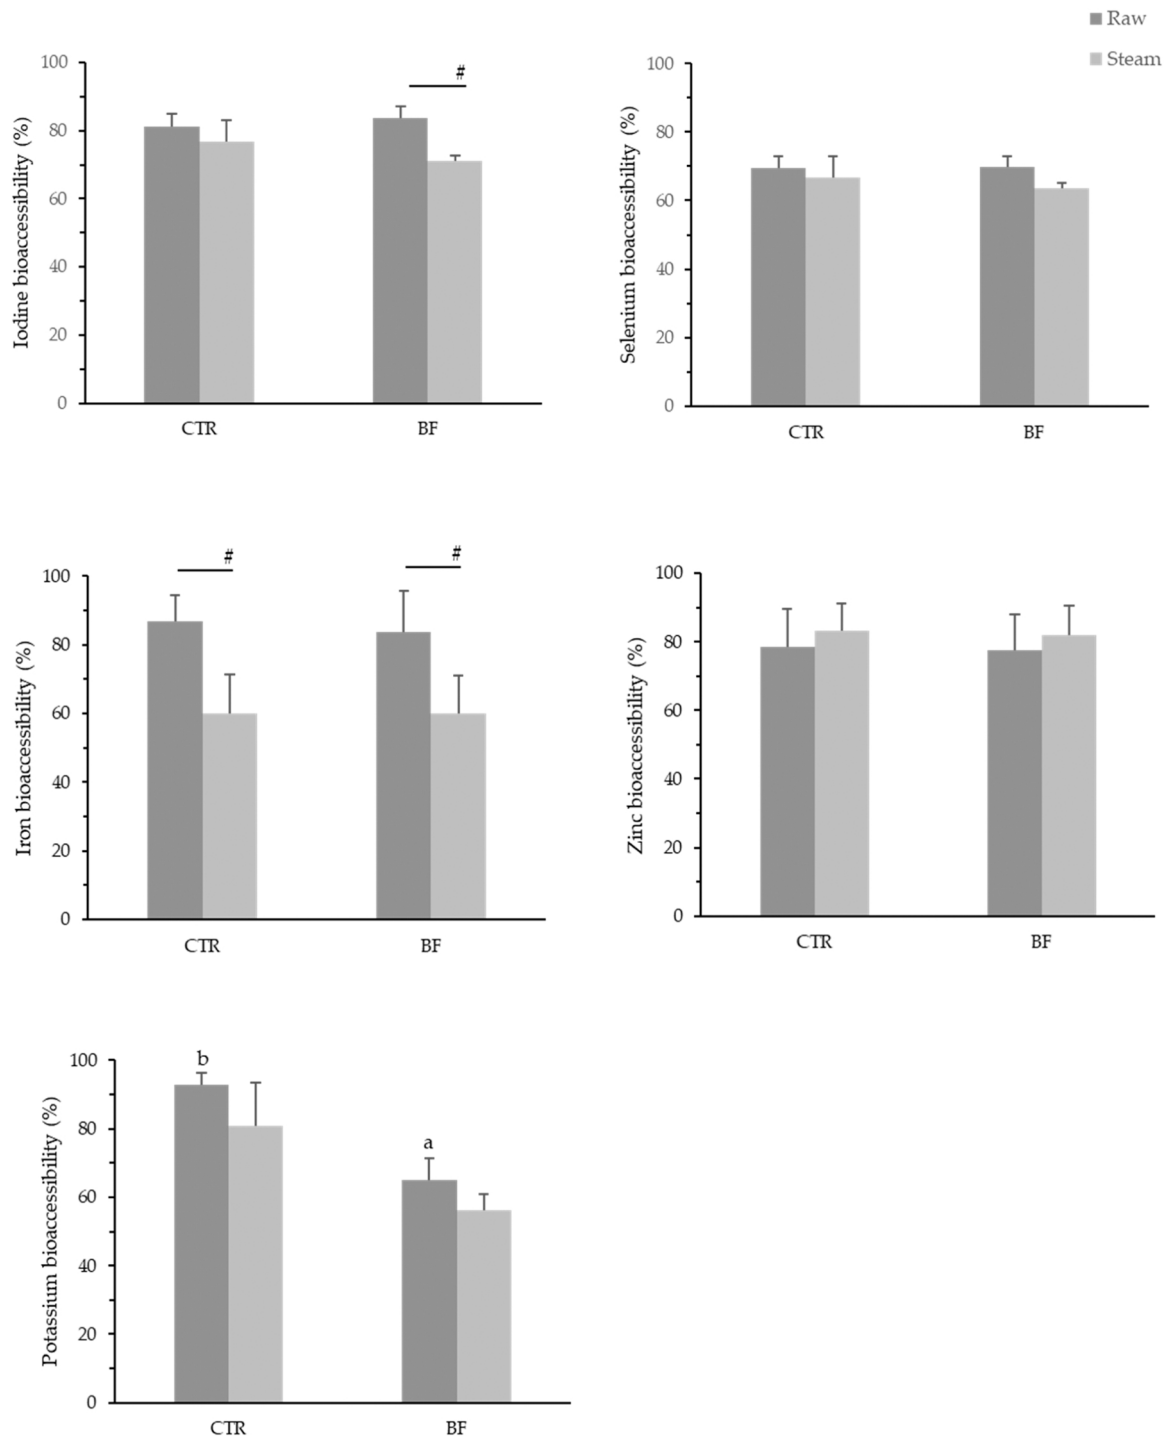 Raw
Steam
Iodine bioaccessibility (%)
100
80
60
40
20
0
#
CTR
BF
Selenium bioaccessibility (%)
100
80
60
40
20
0
CTR
BF
Iron bioaccessibility (%)
100
80
60
40
20
0
#
#
CTR
BF
Zinc bioaccessibility (%)
100
80
60
40
20
0
CTR
BF
Potassium bioaccessibility (%)
100
80
60
40
20
0
b
a
CTR
BF